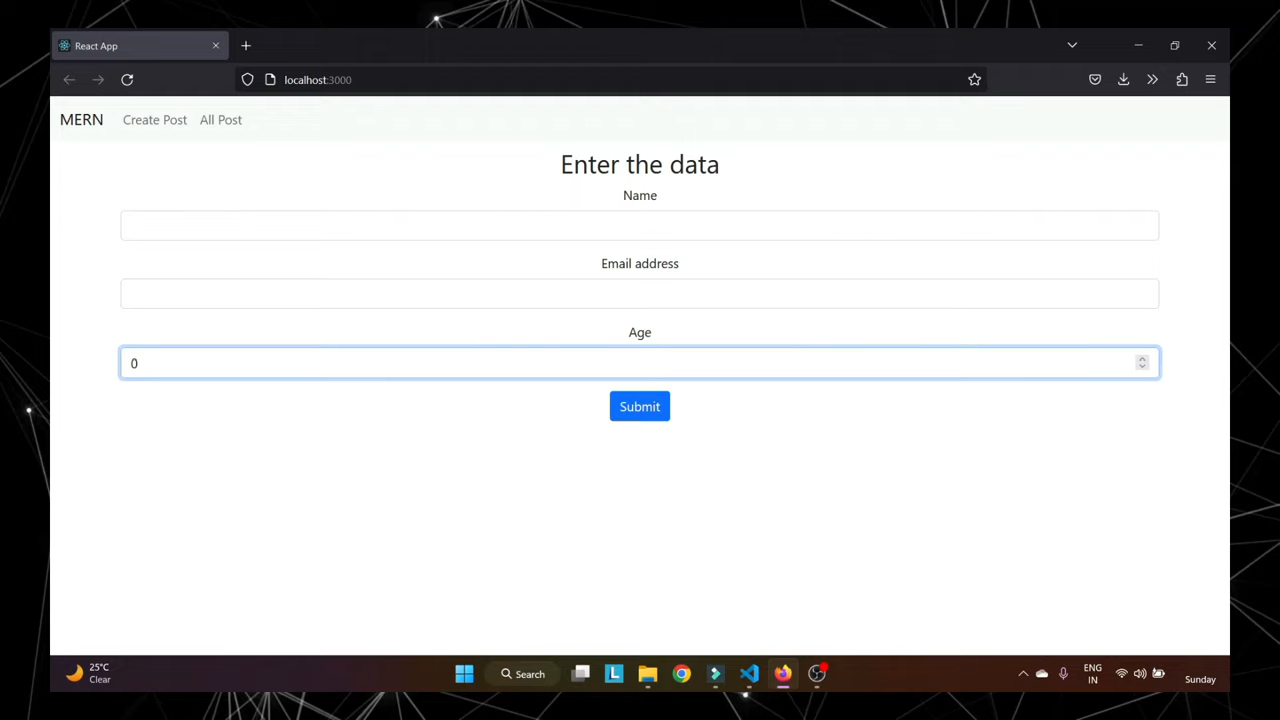 React App
localhost:3000
MERN Create Post All Post
Enter the data
Name
Email address
Age
0
Submit
25°C
Clear
L
Search
ENG
IN
Sunday